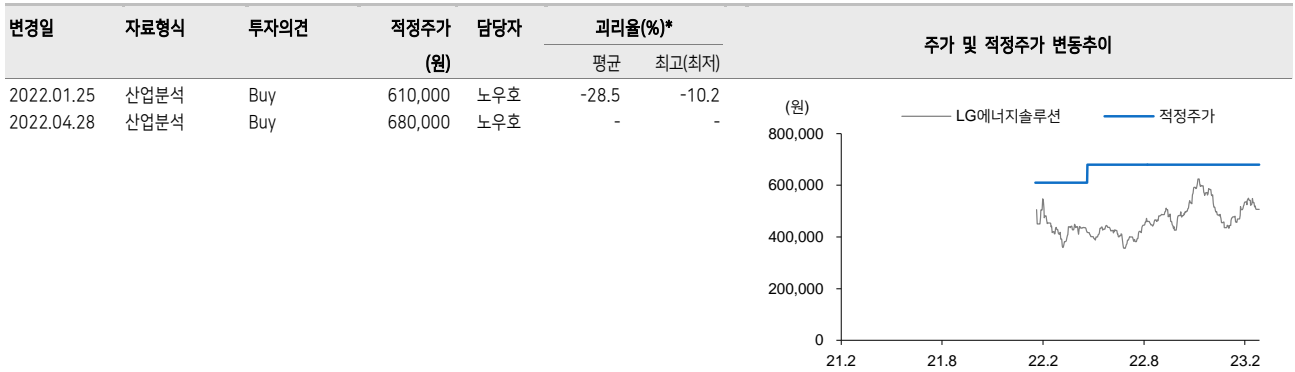 변경일 자료형식 투자의견 적정주가 담당자 괴리율(%)* 주가 및 적정주가 변동추이
(원) 평균 최고(최저)
2022.01.25 산업분석 Buy 610,000 노우호 -28.5 -10.2
2022.04.28 산업분석 Buy 680,000 노우호 - -
(원)
LG에너지솔루션 적정주가
800,000
600,000
400,000
200,000
0
21.2 21.8 22.2 22.8 23.2